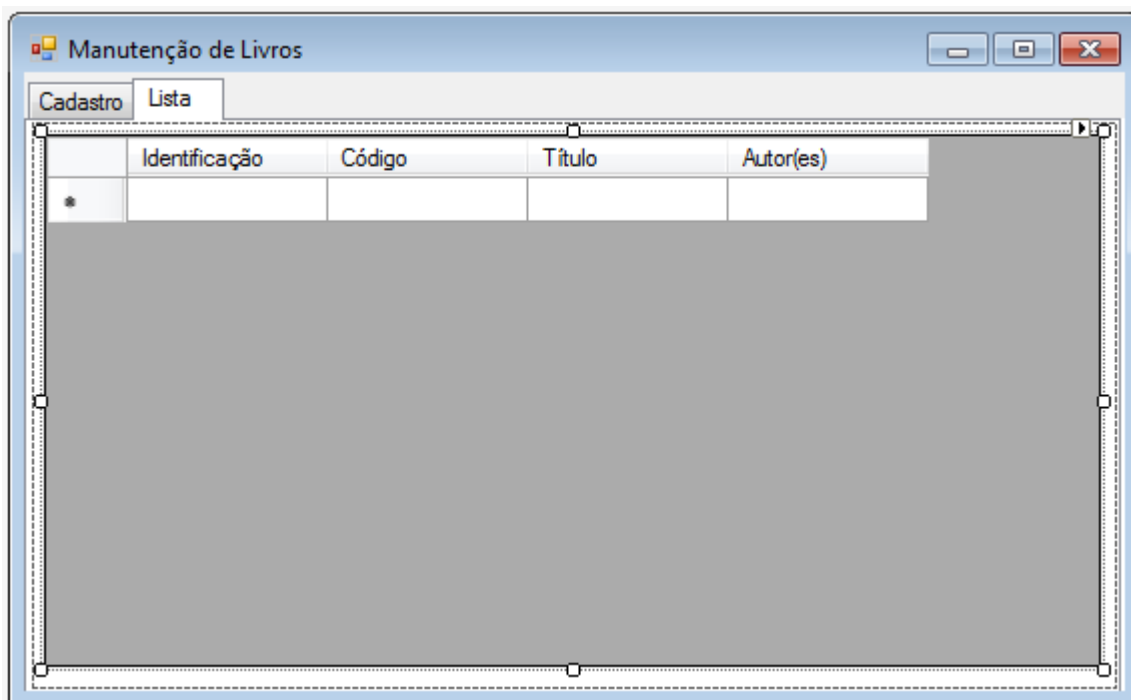 Manutenção de Livros
Cadastro Lista
Identificação Código Título Autor(es)